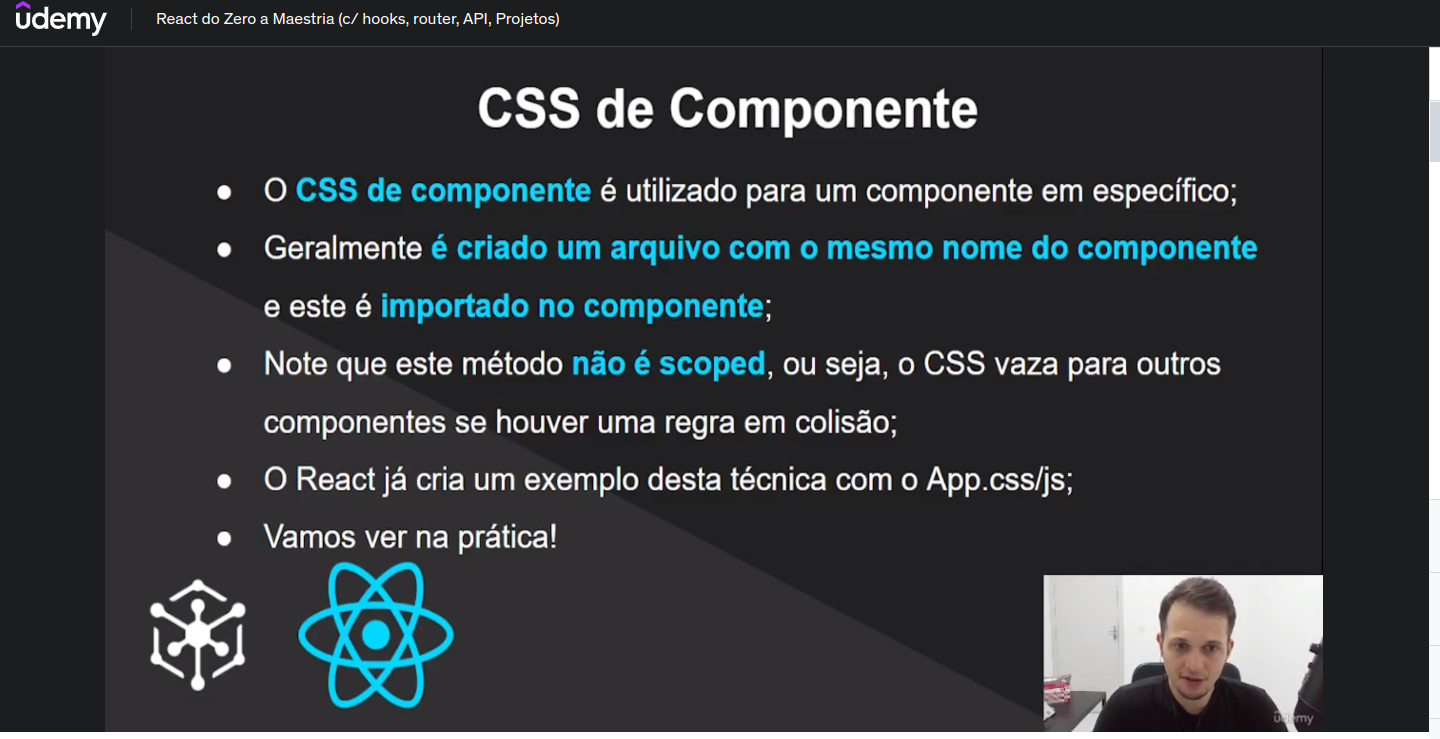 ûdemy
React do Zero a Maestria (c/ hooks, router, API, Projetos)
CSS de Componente
● O CSS de componente é utilizado para um componente em específico;
● Geralmente é criado um arquivo com o mesmo nome do componente
e este é importado no componente;
● Note que este método não é scoped, ou seja, o CSS vaza para outros
componentes se houver uma regra em colisão;
● O React já cria um exemplo desta técnica com o App.css/js;
● Vamos ver na prática!
ûdemy